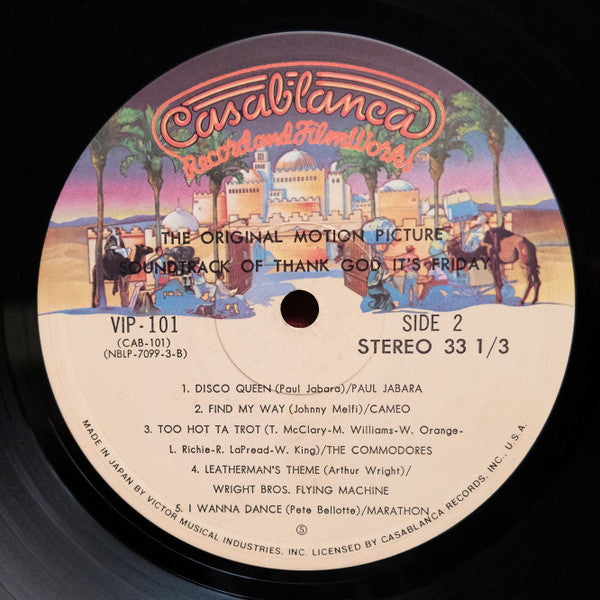 Casablanca
Record and FilmWorks
THE ORIGINAL MOTION PICTURE
SOUNDTRACK OF THANK GOD IT'S FRIDAY
VIP-101
(CAB-101)
(NBLP-7099-3-B)
SIDE 2
STEREO 33 1/3
1. DISCO QUEEN (Paul Jabara)/PAUL JABARA
2. FIND MY WAY (Johnny Melfi)/CAMEO
3. TOO HOT TA TROT (T. McClary-M. Williams-W. Orange-
L. Richie-R. LaPread-W. King)/THE COMMODORES
4. LEATHERMAN'S THEME (Arthur Wright)/
WRIGHT BROS. FLYING MACHINE
5. I WANNA DANCE (Pete Bellotte)/MARATHON
⑤
MADE IN JAPAN BY VICTOR MUSICAL INDUSTRIES, INC. LICENSED BY CASABLANCA RECORDS, INC., U.S.A.